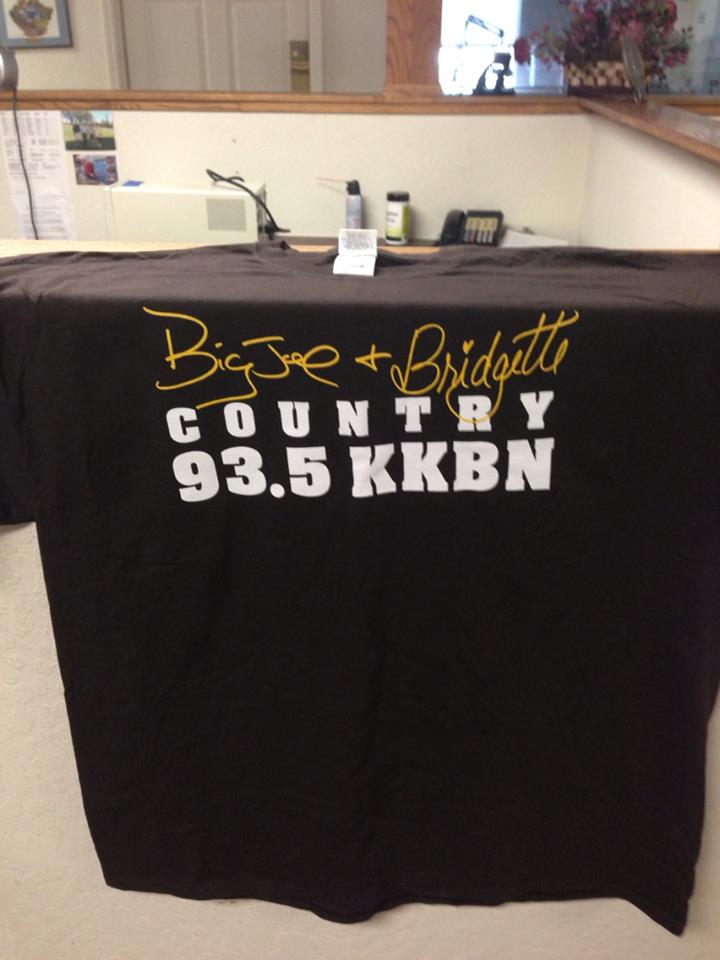 Big Joe + Bridgette
COUNTRY
93.5 KKBN